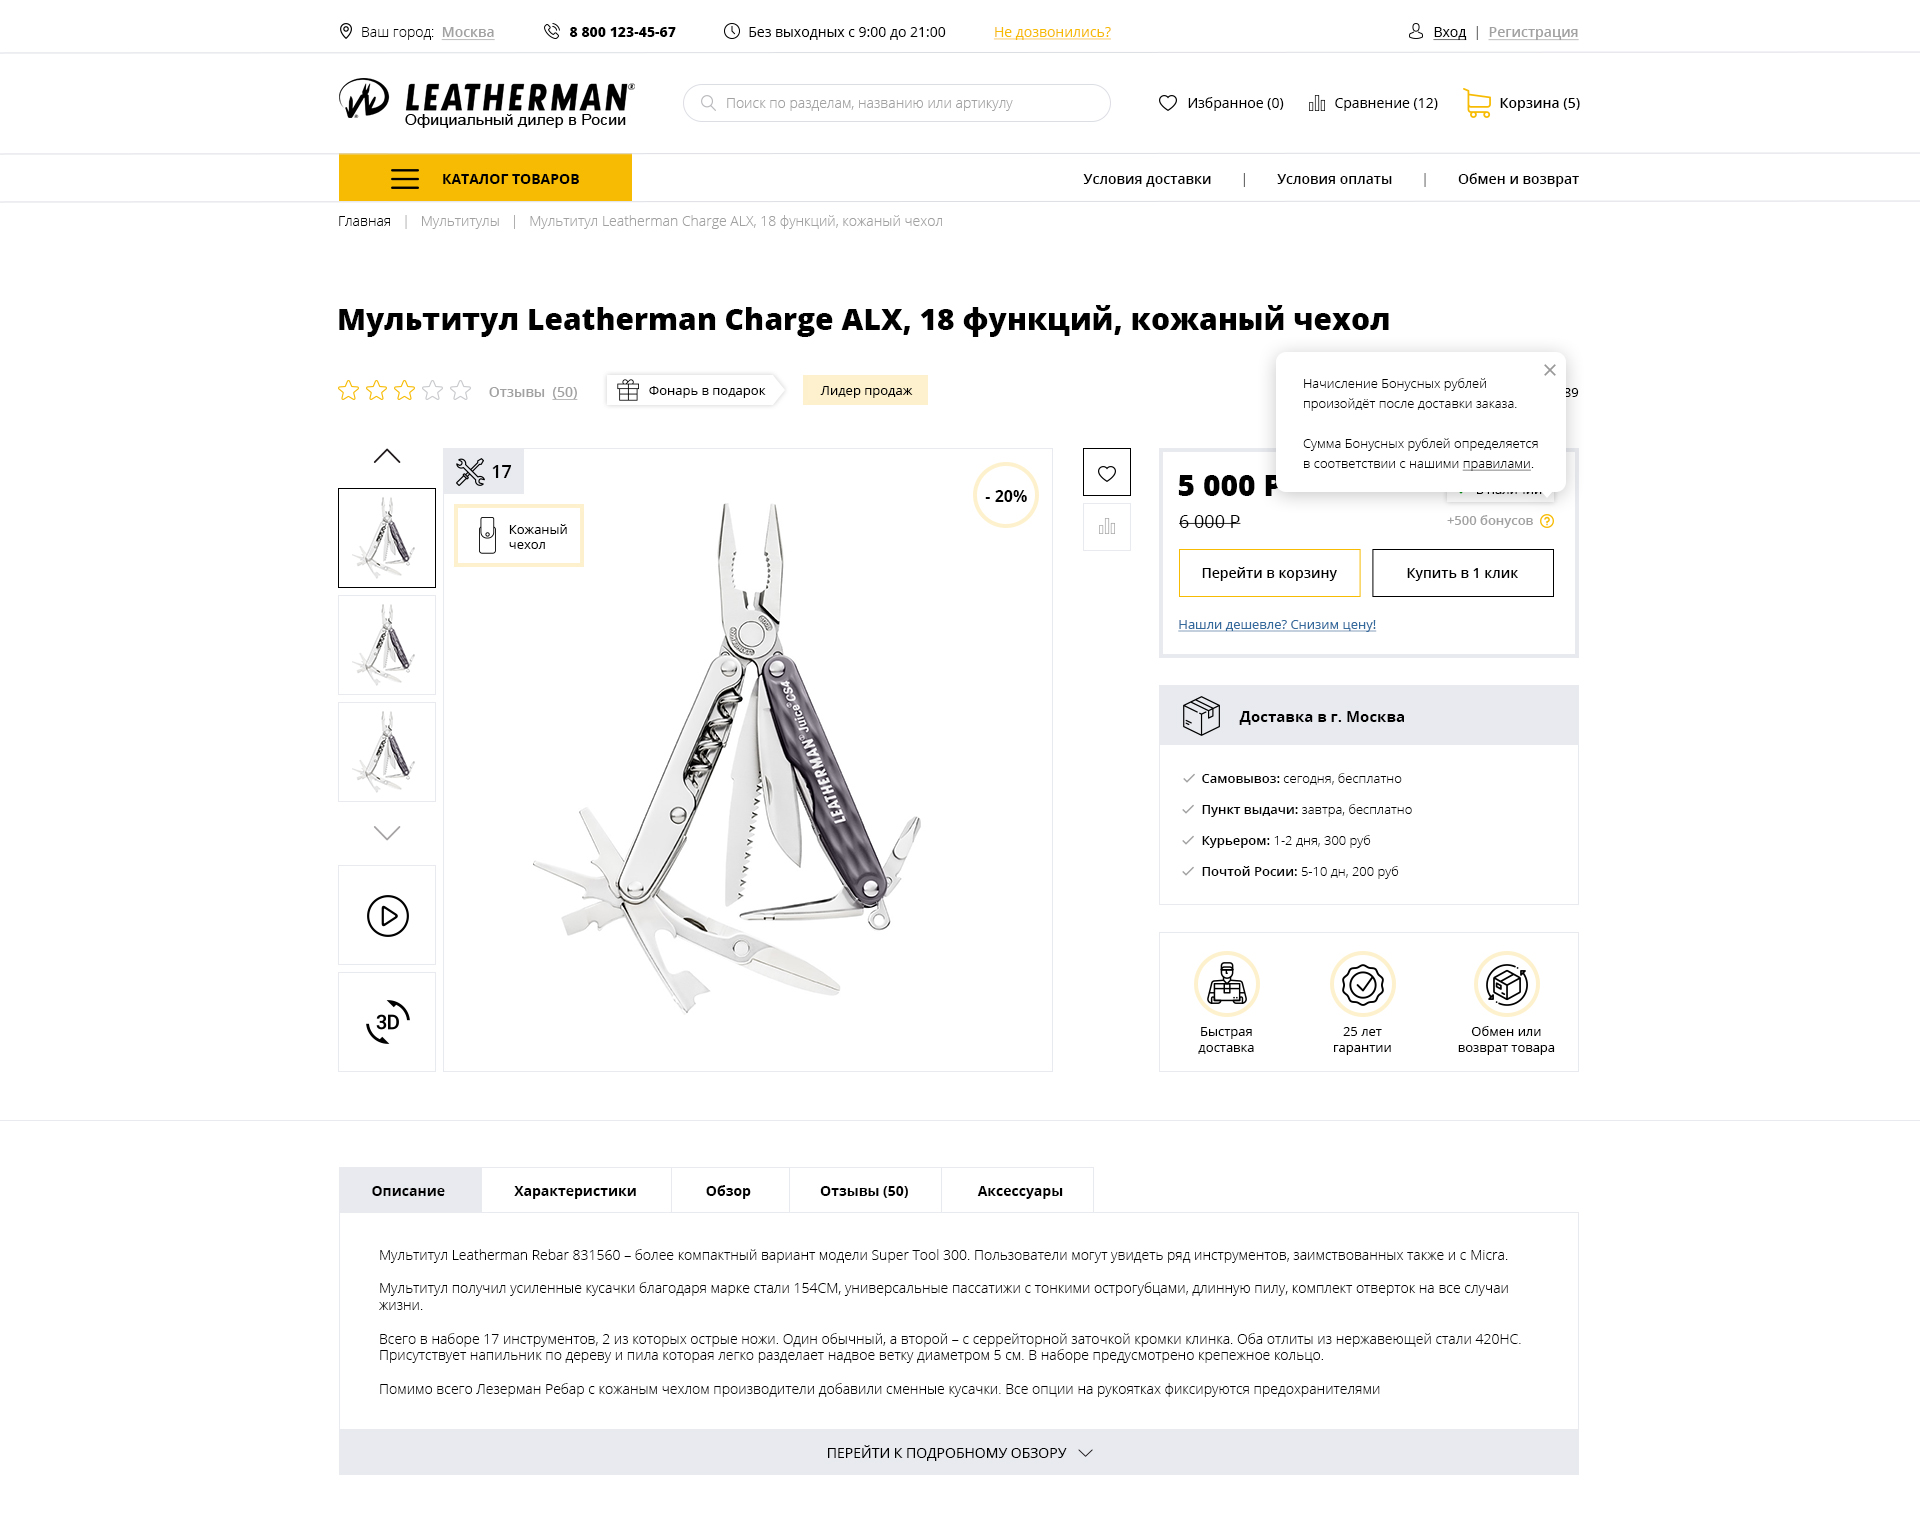 Ваш город: Москва
8 800 123-45-67
Без выходных с 9:00 до 21:00
Не дозвонились?
Вход | Регистрация
LEATHERMAN®
Официальный дилер в Росии
Поиск по разделам, названию или артикулу
Избранное (0)
Сравнение (12)
Корзина (5)
КАТАЛОГ ТОВАРОВ
Условия доставки | Условия оплаты | Обмен и возврат
Главная | Мультитулы | Мультитул Leatherman Charge ALX, 18 функций, кожаный чехол
Мультитул Leatherman Charge ALX, 18 функций, кожаный чехол
Отзывы (50)
Фонарь в подарок
Лидер продаж
89
Начисление Бонусных рублей
произойдёт после доставки заказа.
Сумма Бонусных рублей определяется
в соответствии с нашими правилами.
17
- 20%
Кожаный
чехол
LEATHERMAN® Juice® CS4
3D
5 000 Р
В наличии
6 000 Р
+500 бонусов ?
Перейти в корзину
Купить в 1 клик
Нашли дешевле? Снизим цену!
Доставка в г. Москва
Самовывоз: сегодня, бесплатно
Пункт выдачи: завтра, бесплатно
Курьером: 1-2 дня, 300 руб
Почтой Росии: 5-10 дн, 200 руб
Быстрая
доставка
25 лет
гарантии
Обмен или
возврат товара
Описание
Характеристики
Обзор
Отзывы (50)
Аксессуары
Мультитул Leatherman Rebar 831560 – более компактный вариант модели Super Tool 300. Пользователи могут увидеть ряд инструментов, заимствованных также и с Micra.
Мультитул получил усиленные кусачки благодаря марке стали 154CM, универсальные пассатижи с тонкими острогубцами, длинную пилу, комплект отверток на все случаи
жизни.
Всего в наборе 17 инструментов, 2 из которых острые ножи. Один обычный, а второй – с серрейторной заточкой кромки клинка. Оба отлиты из нержавеющей стали 420HC.
Присутствует напильник по дереву и пила которая легко разделает надвое ветку диаметром 5 см. В наборе предусмотрено крепежное кольцо.
Помимо всего Лезерман Ребар с кожаным чехлом производители добавили сменные кусачки. Все опции на рукоятках фиксируются предохранителями
ПЕРЕЙТИ К ПОДРОБНОМУ ОБЗОРУ